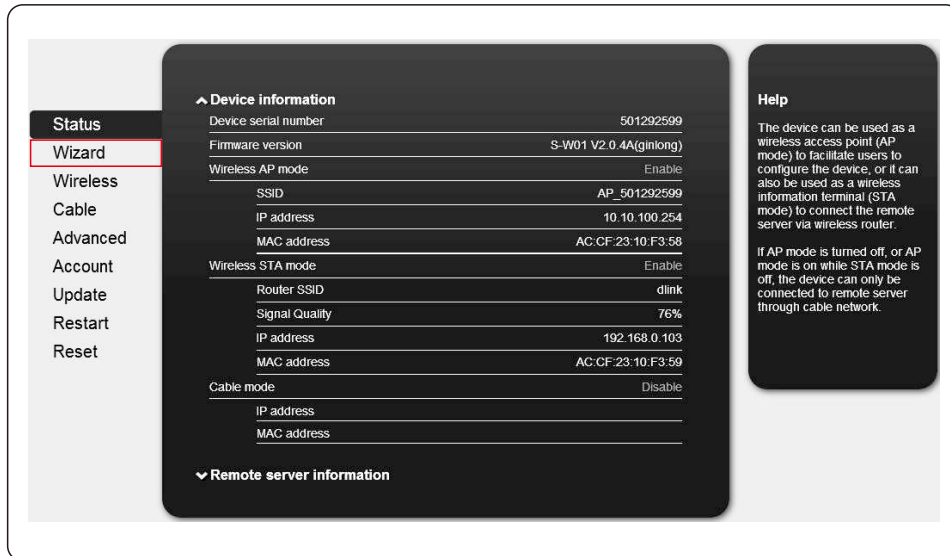 Status
Wizard
Wireless
Cable
Advanced
Account
Update
Restart
Reset
Device information
Device serial number 501292599
Firmware version S-W01 V2.0.4A(ginlong)
Wireless AP mode Enable
SSID AP_501292599
IP address 10.10.100.254
MAC address AC:CF:23:10:F3:58
Wireless STA mode Enable
Router SSID dlink
Signal Quality 76%
IP address 192.168.0.103
MAC address AC:CF:23:10:F3:59
Cable mode Disable
IP address
MAC address
Remote server information
Help
The device can be used as a
wireless access point (AP
mode) to facilitate users to
configure the device, or it can
also be used as a wireless
information terminal (STA
mode) to connect the remote
server via wireless router.
If AP mode is turned off, or AP
mode is on while STA mode is
off, the device can only be
connected to remote server
through cable network.